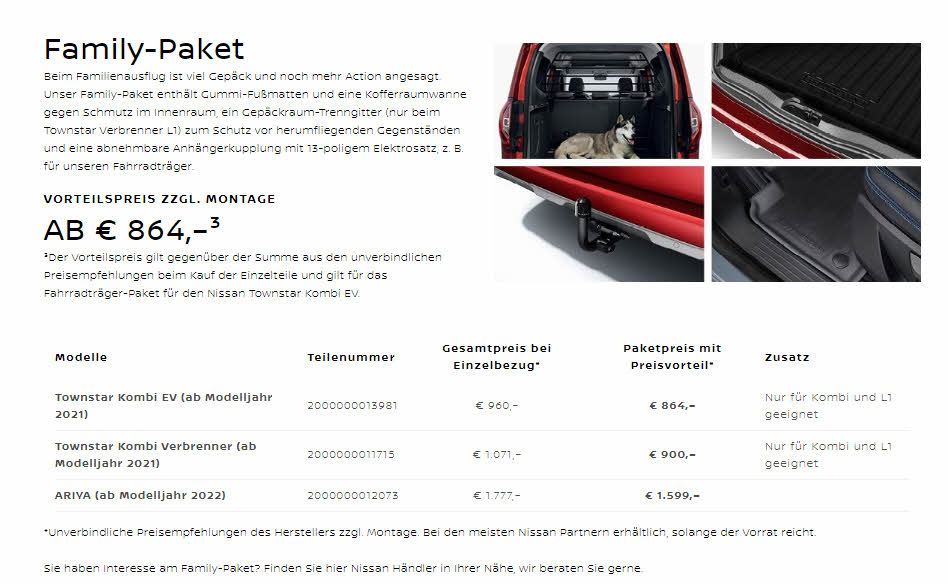 Family-Paket
Beim Familienausflug ist viel Gepäck und noch mehr Action angesagt.
Unser Family-Paket enthält Gummi-Fußmatten und eine Kofferraumwanne
gegen Schmutz im Innenraum, ein Gepäckraum-Trenngitter (nur beim
Townstar Verbrenner L1) zum Schutz vor herumfliegenden Gegenständen
und eine abnehmbare Anhängerkupplung mit 13-poligem Elektrosatz, z. B.
für unseren Fahrradträger.
VORTEILSPREIS ZZGL. MONTAGE
AB € 864,–³
³Der Vorteilspreis gilt gegenüber der Summe aus den unverbindlichen
Preisempfehlungen beim Kauf der Einzelteile und gilt für das
Fahrradträger-Paket für den Nissan Townstar Kombi EV.
Modelle Teilenummer Gesamtpreis bei Einzelbezug* Paketpreis mit Preisvorteil* Zusatz
Townstar Kombi EV (ab Modelljahr 2021) 2000000013981 € 960,– € 864,– Nur für Kombi und L1 geeignet
Townstar Kombi Verbrenner (ab Modelljahr 2021) 2000000011715 € 1.071,– € 900,– Nur für Kombi und L1 geeignet
ARIYA (ab Modelljahr 2022) 2000000012073 € 1.777,– € 1.599,–
*Unverbindliche Preisempfehlungen des Herstellers zzgl. Montage. Bei den meisten Nissan Partnern erhältlich, solange der Vorrat reicht.
Sie haben Interesse am Family-Paket? Finden Sie hier Nissan Händler in Ihrer Nähe, wir beraten Sie gerne.